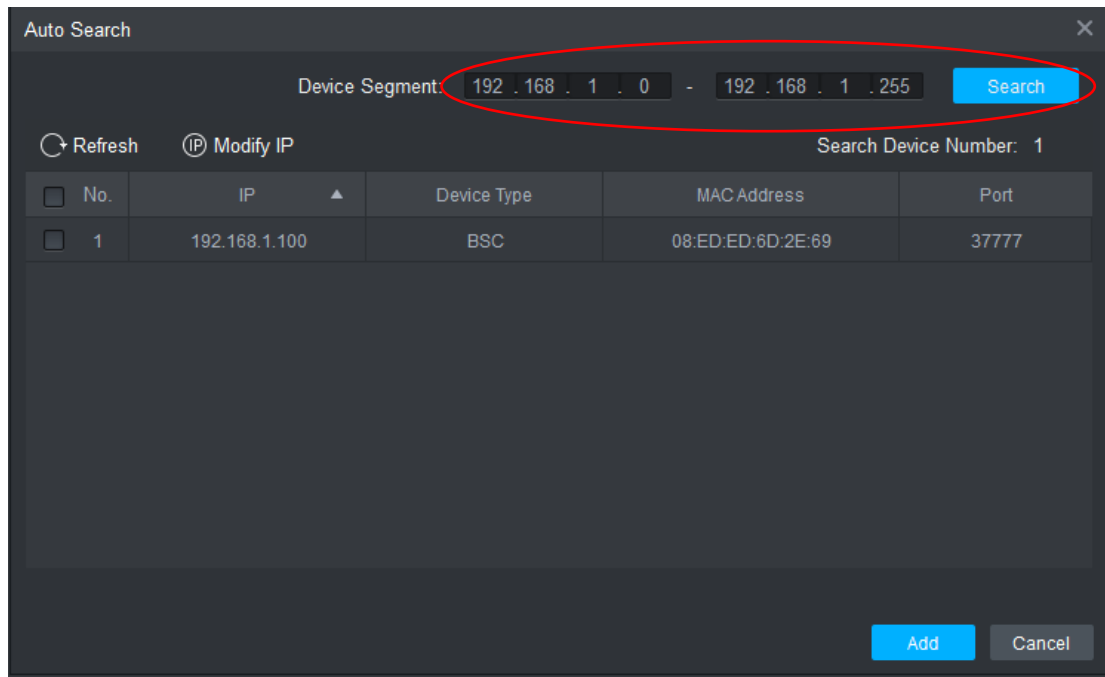 Auto Search
Device Segment: 192 . 168 . 1 . 0 - 192 . 168 . 1 . 255 Search
Refresh IP Modify IP Search Device Number: 1
No. IP Device Type MAC Address Port
1 192.168.1.100 BSC 08:ED:ED:6D:2E:69 37777
Add Cancel